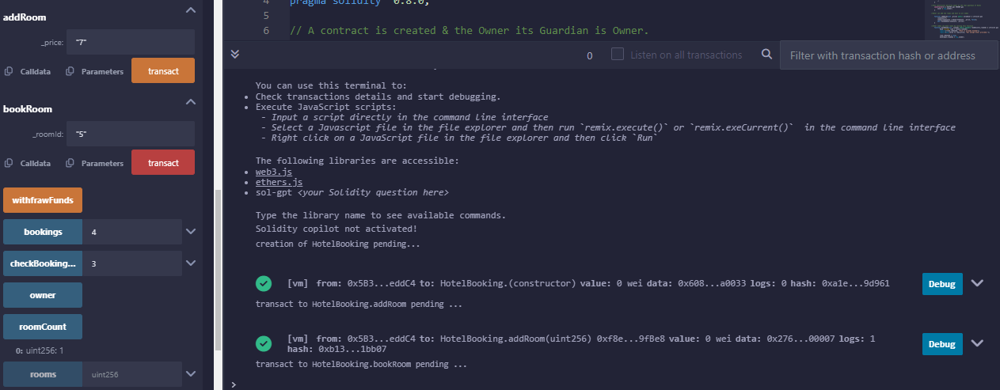 addRoom
_price: "7"
Calldata Parameters transact
bookRoom
_roomId: "5"
Calldata Parameters transact
withfrawFunds
bookings 4
checkBooking... 3
owner
roomCount
0: uint256: 1
rooms uint256
4 pragma solidity ^0.8.0;
5
6 // A contract is created & the Owner its Guardian is Owner.
0 Listen on all transactions Filter with transaction hash or address
You can use this terminal to:
• Check transactions details and start debugging.
• Execute JavaScript scripts:
- Input a script directly in the command line interface
- Select a Javascript file in the file explorer and then run `remix.execute()` or `remix.exeCurrent()` in the command line interface
- Right click on a JavaScript file in the file explorer and then click `Run`
The following libraries are accessible:
• web3.js
• ethers.js
• sol-gpt <your Solidity question here>
Type the library name to see available commands.
Solidity copilot not activated!
creation of HotelBooking pending...
[vm] from: 0x5B3...eddC4 to: HotelBooking.(constructor) value: 0 wei data: 0x608...a0033 logs: 0 hash: 0xa1e...9d961
Debug
transact to HotelBooking.addRoom pending ...
[vm] from: 0x5B3...eddC4 to: HotelBooking.addRoom(uint256) 0xf8e...9fBe8 value: 0 wei data: 0x276...00007 logs: 1
hash: 0xb13...1bb07
Debug
transact to HotelBooking.bookRoom pending ...
>